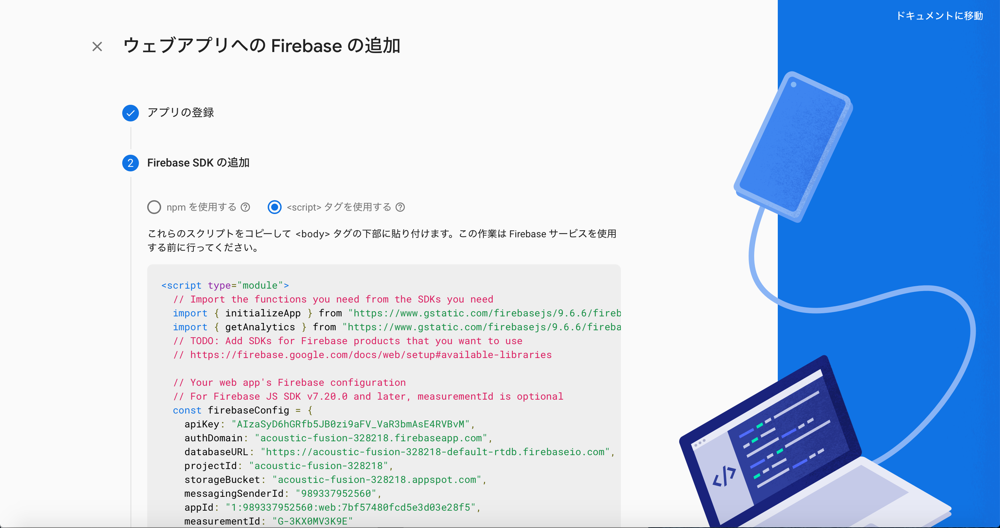 ドキュメントに移動
ウェブアプリへの Firebase の追加
アプリの登録
2 Firebase SDK の追加
npm を使用する <script> タグを使用する
これらのスクリプトをコピーして <body> タグの下部に貼り付けます。この作業は Firebase サービスを使用
する前に行ってください。
<script type="module">
// Import the functions you need from the SDKs you need
import { initializeApp } from "https://www.gstatic.com/firebasejs/9.6.6/fireb
import { getAnalytics } from "https://www.gstatic.com/firebasejs/9.6.6/fireba
// TODO: Add SDKs for Firebase products that you want to use
// https://firebase.google.com/docs/web/setup#available-libraries
// Your web app's Firebase configuration
// For Firebase JS SDK v7.20.0 and later, measurementId is optional
const firebaseConfig = {
apiKey: "AIzaSyD6hGRfb5JB0zi9aFV_VaR3bmAsE4RVBvM",
authDomain: "acoustic-fusion-328218.firebaseapp.com",
databaseURL: "https://acoustic-fusion-328218-default-rtdb.firebaseio.com",
projectId: "acoustic-fusion-328218",
storageBucket: "acoustic-fusion-328218.appspot.com",
messagingSenderId: "989337952560",
appId: "1:989337952560:web:7bf57480fcd5e3d03e28f5",
measurementId: "G-3KX0MV3K9E"